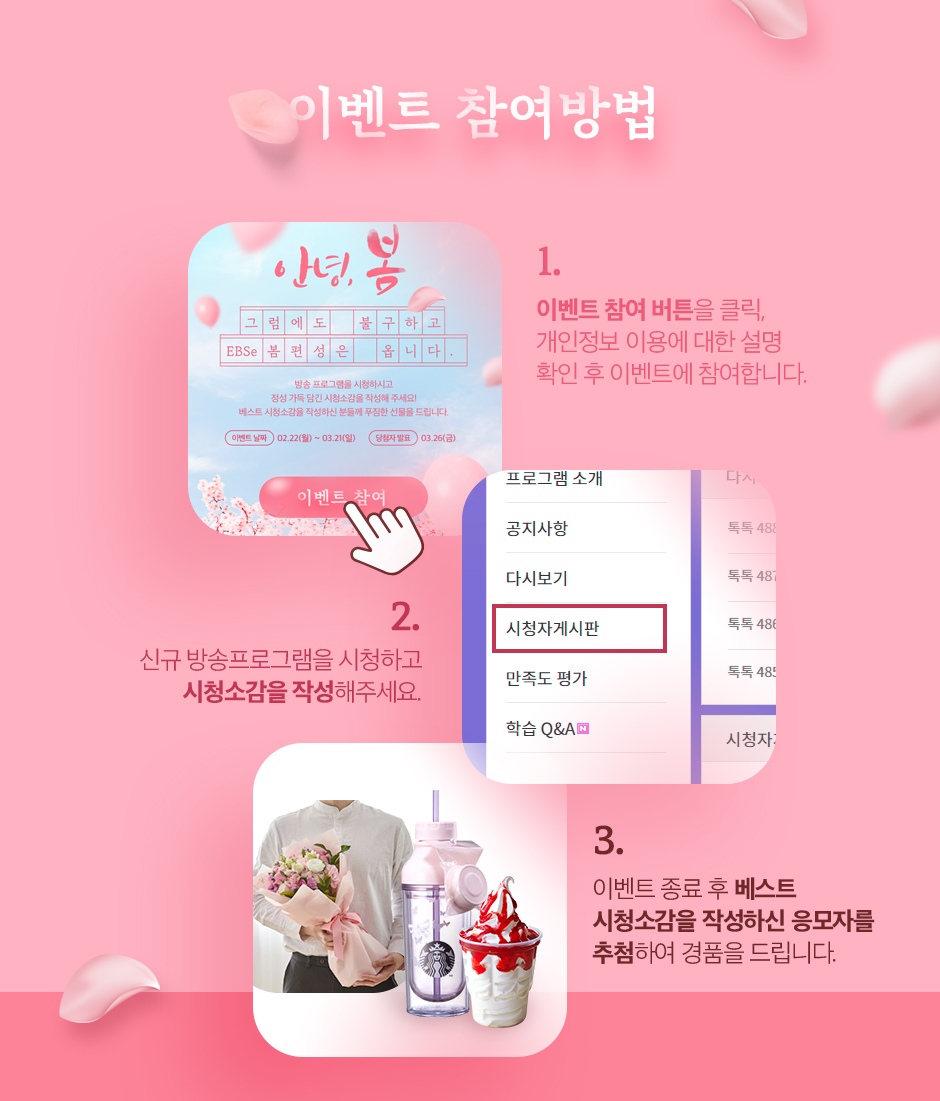 이벤트 참여방법
안녕, 봄
그럼에도 불구하고
EBSe 봄편성은 옵니다.
방송 프로그램을 시청하시고
정성 가득 담긴 시청소감을 작성해 주세요!
베스트 시청소감을 작성하신 분들께 푸짐한 선물을 드립니다.
이벤트 날짜 02.22(월) ~ 03.21(일) 당첨자 발표 03.26(금)
이벤트 참여
1.
이벤트 참여 버튼을 클릭,
개인정보 이용에 대한 설명
확인 후 이벤트에 참여합니다.
프로그램 소개
공지사항
다시보기
시청자게시판
만족도 평가
학습 Q&A N
다시
톡톡 488
톡톡 487
톡톡 486
톡톡 485
시청자
2.
신규 방송프로그램을 시청하고
시청소감을 작성해주세요.
3.
이벤트 종료 후 베스트
시청소감을 작성하신 응모자를
추첨하여 경품을 드립니다.